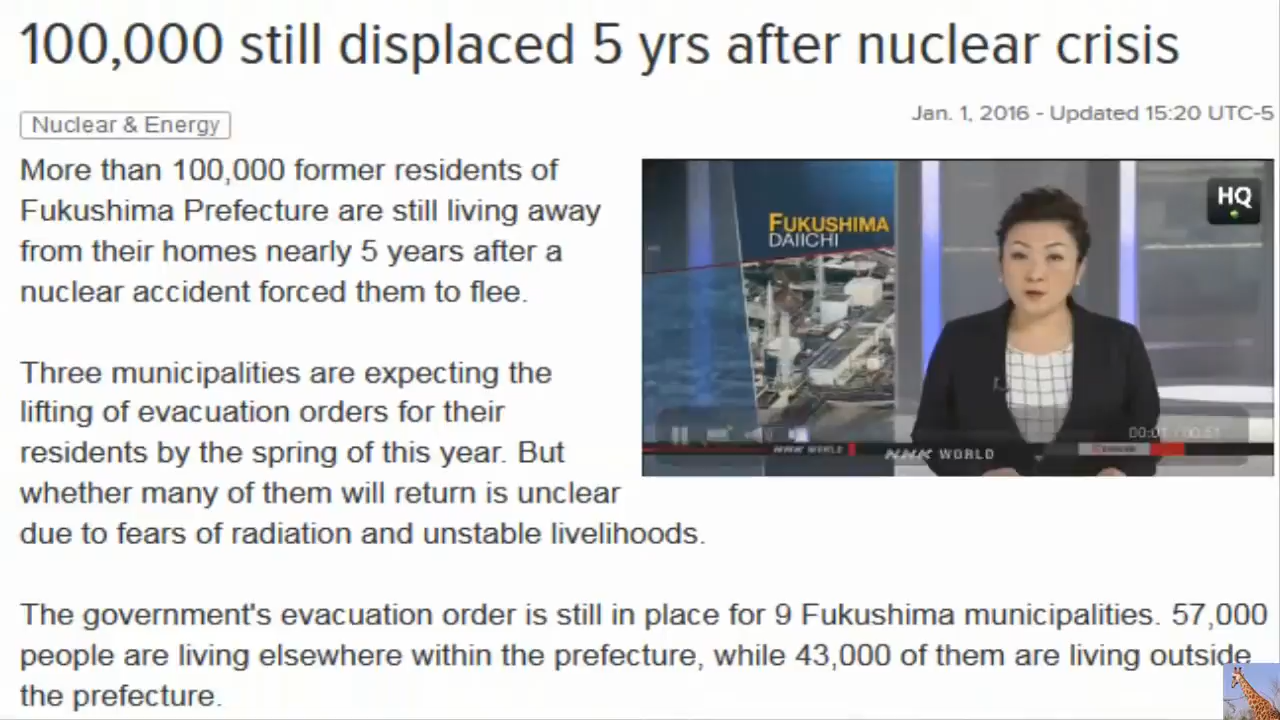 100,000 still displaced 5 yrs after nuclear crisis
Nuclear & Energy
Jan. 1, 2016 - Updated 15:20 UTC-5
More than 100,000 former residents of
Fukushima Prefecture are still living away
from their homes nearly 5 years after a
nuclear accident forced them to flee.
Three municipalities are expecting the
lifting of evacuation orders for their
residents by the spring of this year. But
whether many of them will return is unclear
due to fears of radiation and unstable livelihoods.
The government's evacuation order is still in place for 9 Fukushima municipalities. 57,000
people are living elsewhere within the prefecture, while 43,000 of them are living outside
the prefecture.
HQ
FUKUSHIMA
DAIICHI
NHK WORLD
NHK WORLD